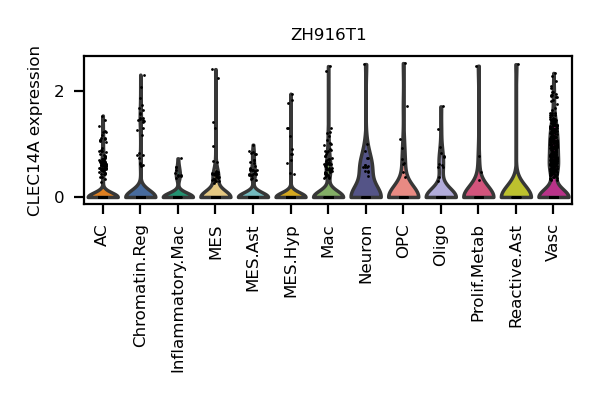 ZH916T1
CLEC14A expression
2
0
AC
Chromatin.Reg
Inflammatory.Mac
MES
MES.Ast
MES.Hyp
Mac
Neuron
OPC
Oligo
Prolif.Metab
Reactive.Ast
Vasc